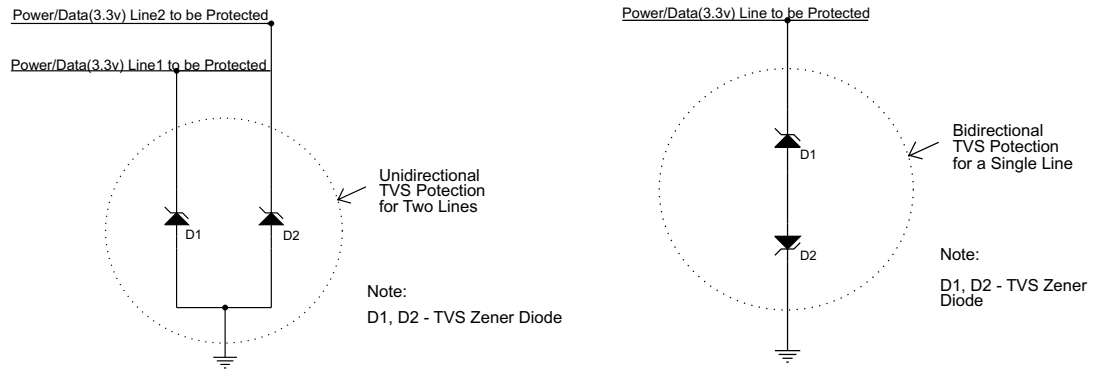 Power/Data(3.3v) Line2 to be Protected
Power/Data(3.3v) Line1 to be Protected
D1
D2
Unidirectional
TVS Potection
for Two Lines
Note:
D1, D2 - TVS Zener Diode
Power/Data(3.3v) Line to be Protected
D1
D2
Bidirectional
TVS Potection
for a Single Line
Note:
D1, D2 - TVS Zener
Diode